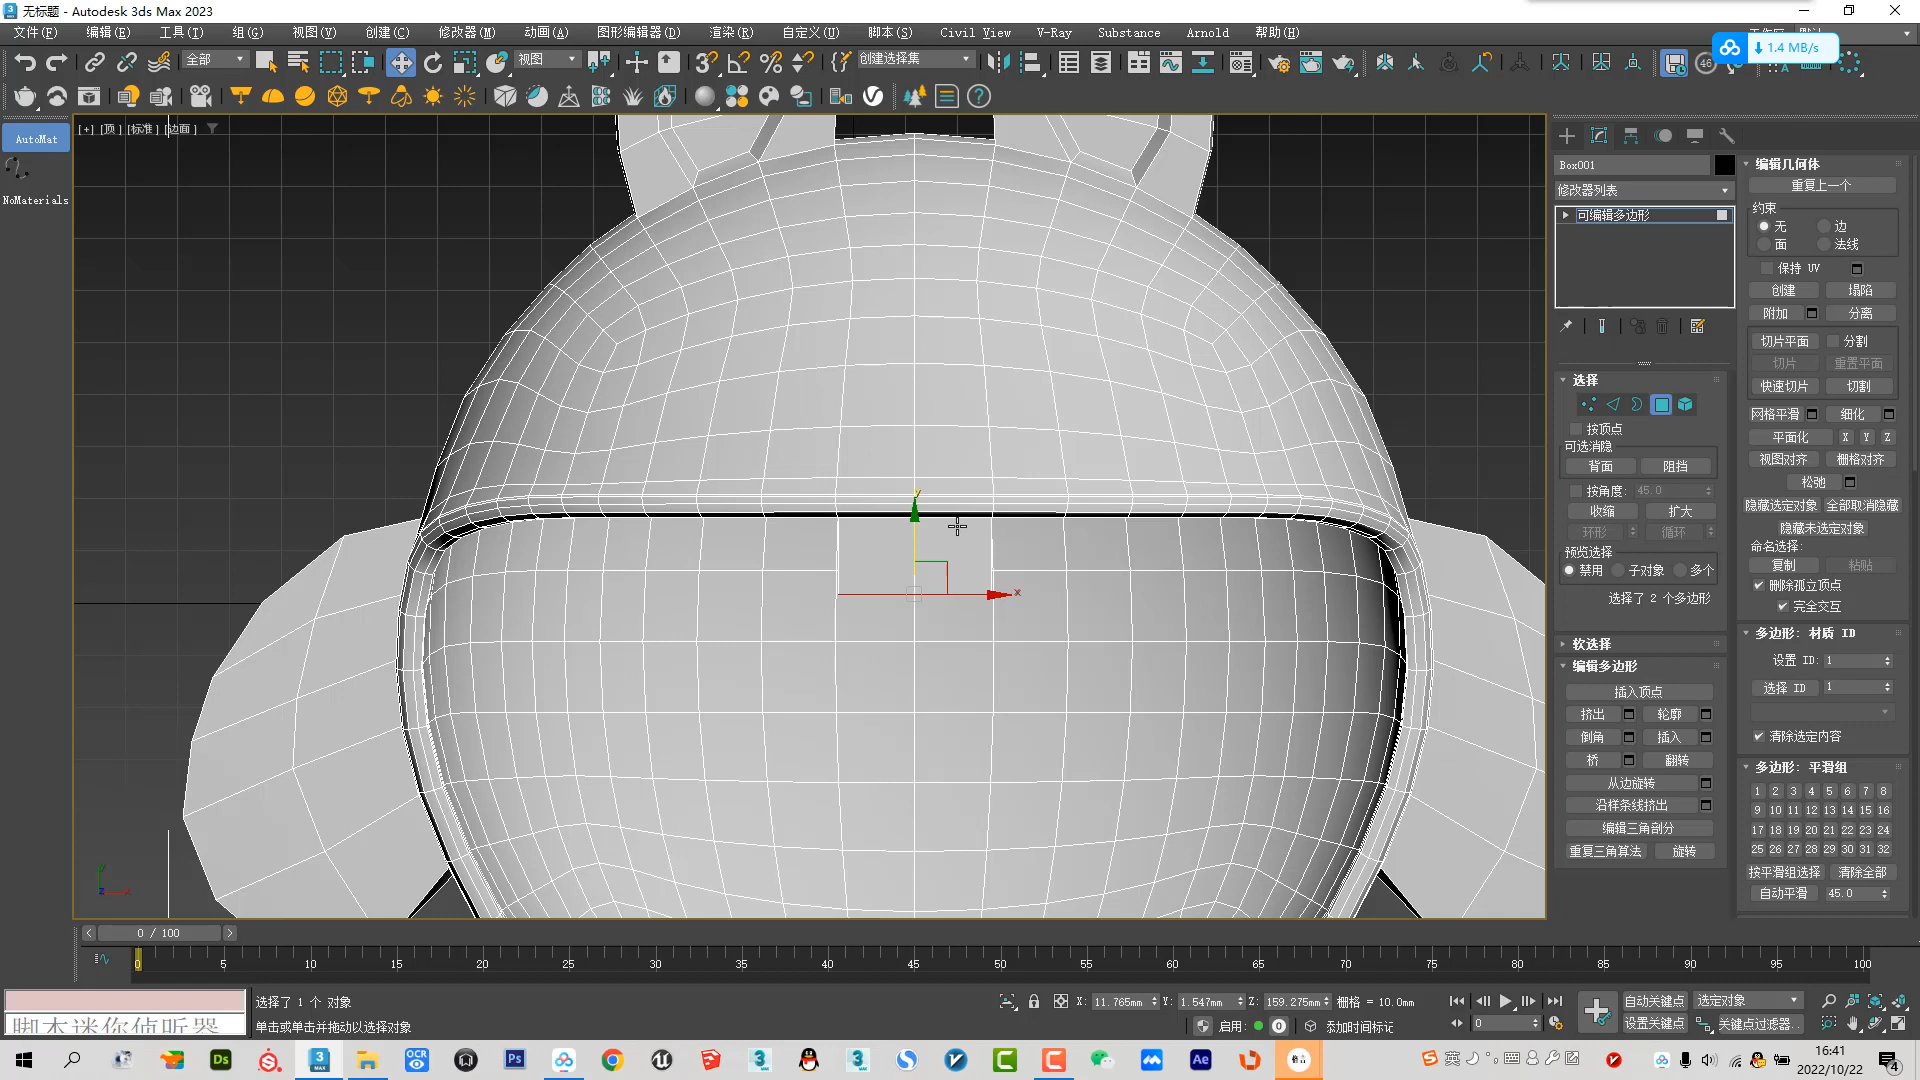 无标题 - Autodesk 3ds Max 2023
文件(F) 编辑(E) 工具(T) 组(G) 视图(V) 创建(C) 修改器(M) 动画(A) 图形编辑器(D) 渲染(R) 自定义(U) 脚本(S) Civil View V-Ray Substance Arnold 帮助(H)
1.4 MB/s
全部 视图 创建选择集
AutoMat
NoMaterials
[+] [顶] [标准] [边面]
y
x
Box001
修改器列表
可编辑多边形
选择
按顶点
可选消隐
背面 阻挡
按角度: 45.0
收缩 扩大
环形 循环
预览选择
禁用 子对象 多个
选择了 2 个多边形
软选择
编辑多边形
插入顶点
挤出 轮廓
倒角 插入
桥 翻转
从边旋转
沿样条线挤出
编辑三角剖分
重复三角算法 旋转
编辑几何体
重复上一个
约束
无 边
面 法线
保持 UV
创建 塌陷
附加 分离
切片平面 分割
切片 重置平面
快速切片 切割
网格平滑 细化
平面化 X Y Z
视图对齐 栅格对齐
松弛
隐藏选定对象 全部取消隐藏
隐藏未选定对象
命名选择:
复制 粘贴
删除孤立顶点
完全交互
多边形: 材质 ID
设置 ID: 1
选择 ID 1
清除选定内容
多边形: 平滑组
1 2 3 4 5 6 7 8
9 10 11 12 13 14 15 16
17 18 19 20 21 22 23 24
25 26 27 28 29 30 31 32
按平滑组选择 清除全部
自动平滑 45.0
0 / 100
0 5 10 15 20 25 30 35 40 45 50 55 60 65 70 75 80 85 90 95 100
选择了 1 个 对象
X: 11.765mm Y: 1.547mm Z: 159.275mm 栅格 = 10.0mm
自动关键点 选定对象
脚本迷你侦听器
单击或单击并拖动以选择对象
启用: 0 添加时间标记
0
设置关键点 关键点过滤器...
英
16:41
2022/10/22
4